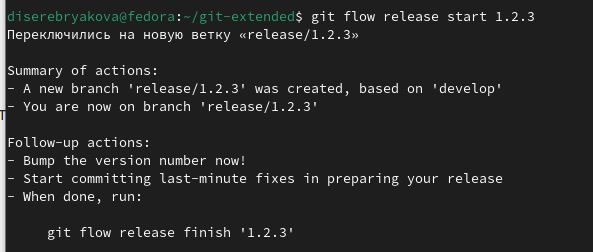 diserebryakova@fedora:~/git-extended$ git flow release start 1.2.3
Переключились на новую ветку «release/1.2.3»
Summary of actions:
- A new branch 'release/1.2.3' was created, based on 'develop'
- You are now on branch 'release/1.2.3'
Follow-up actions:
- Bump the version number now!
- Start committing last-minute fixes in preparing your release
- When done, run:
git flow release finish '1.2.3'